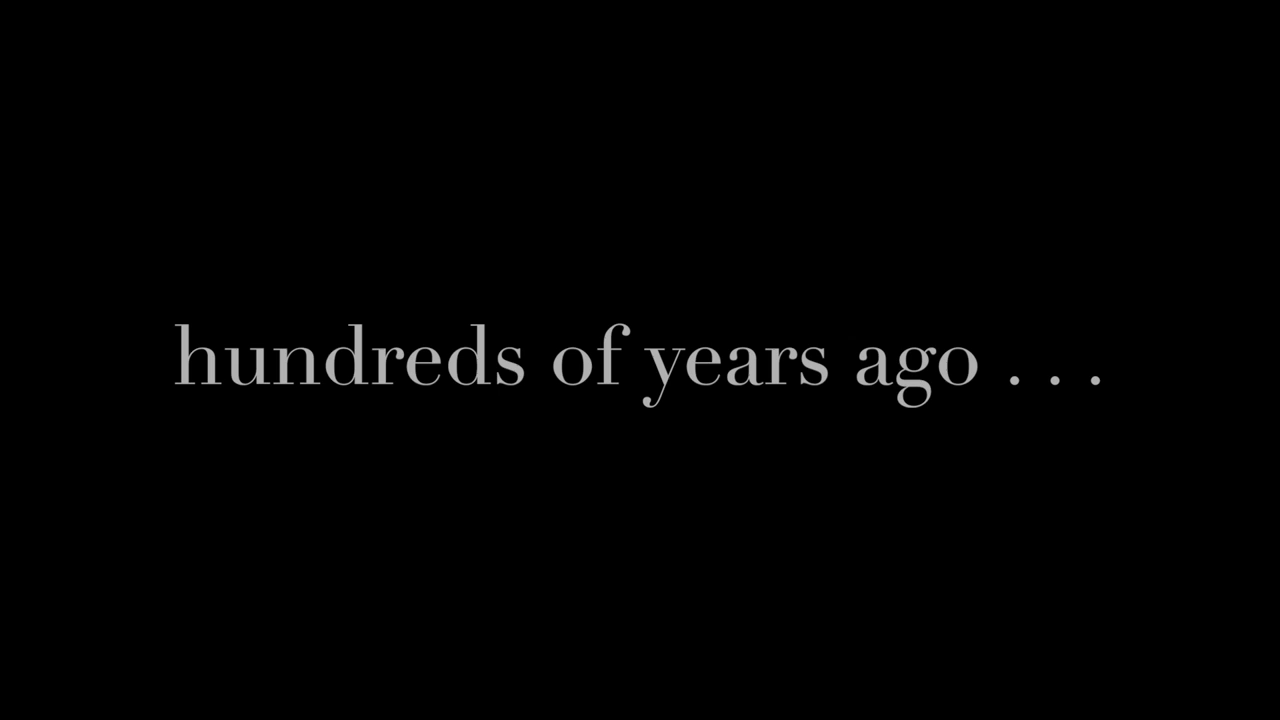 hundreds of years ago . . .